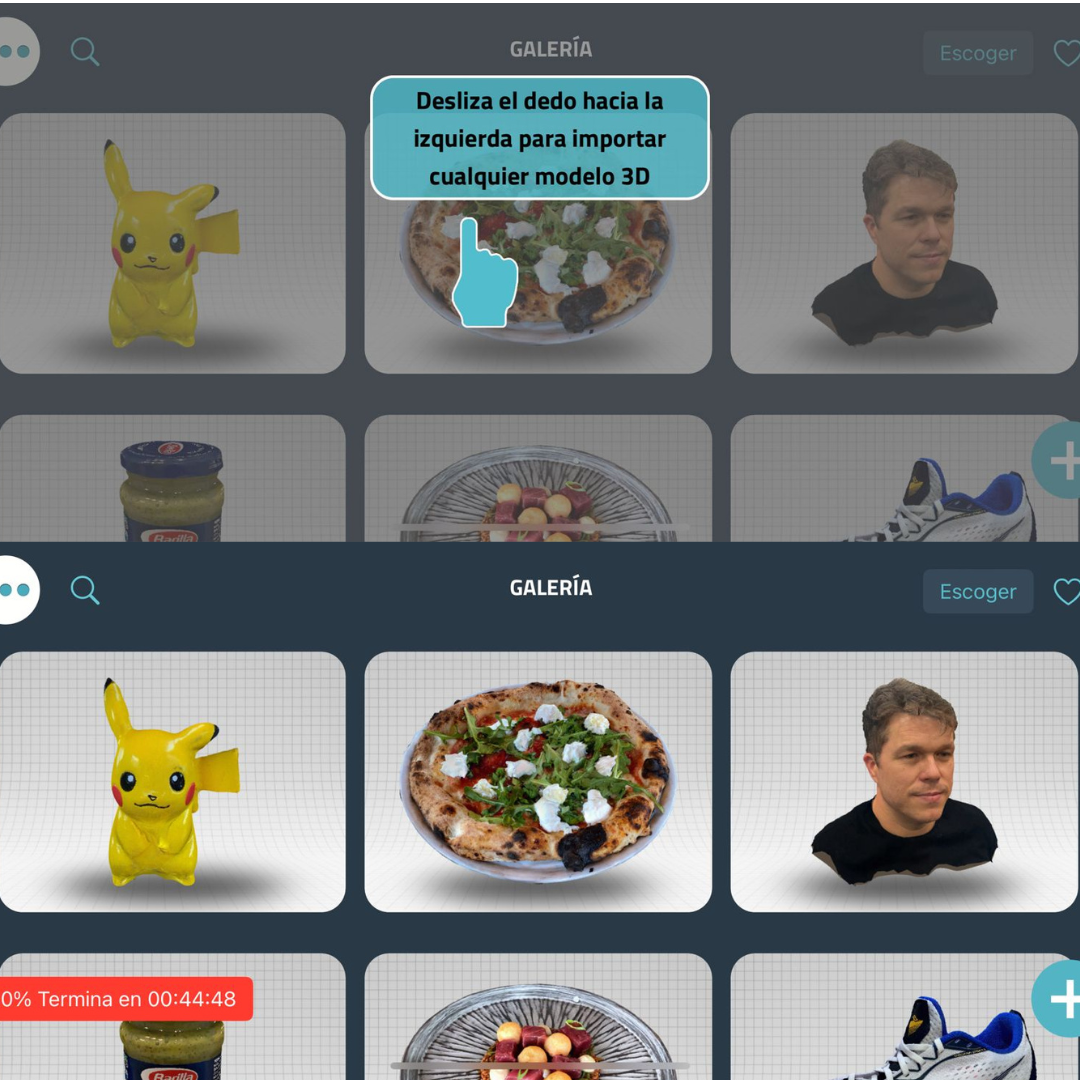 GALERÍA
Escoger
Desliza el dedo hacia la
izquierda para importar
cualquier modelo 3D
Barilla
GALERÍA
Escoger
0% Termina en 00:44:48
Barilla